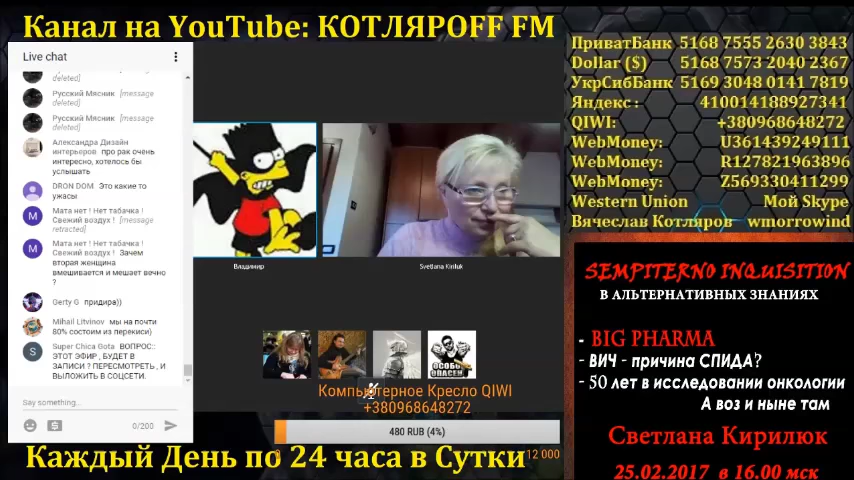 Канал на YouTube: КОТЛЯРОFF FM
Live chat
deleted]
Русский Мясник [message
deleted]
Русский Мясник [message
deleted]
Александра Дизайн
интерьеров про рак очень
интересно, хотелось бы
услышать
DRON DOM Это какие то
ужасы
Мата нет ! Нет табачка !
Свежий воздух ! [message
retracted]
Мата нет ! Нет табачка !
Свежий воздух ! Зачем
вторая женщина
вмешивается и мешает вечно
?
Gerty G придира))
Mihail Litvinov мы на почти
80% состоим из перекиси)
Super Chica Gota ВОПРОС::
ЭТОТ ЭФИР , БУДЕТ В
ЗАПИСИ ? ПЕРЕСМОТРЕТЬ , И
ВЫЛОЖИТЬ В СОЦСЕТИ.
Say something...
0/200
Владимир
Svetlana Kiriluk
ОСОБО
ОПАСЕН
Компьютерное Кресло QIWI
+380968648272
480 RUB (4%)
12 000
Каждый День по 24 часа в Сутки
ПриватБанк 5168 7555 2630 3843
Dollar ($) 5168 7573 2040 2367
УкрСибБанк 5169 3048 0141 7819
Яндекс : 410014188927341
QIWI: +380968648272
WebMoney: U361439249111
WebMoney: R127821963896
WebMoney: Z569330411299
Western Union Мой Skype
Вячеслав Котляров wmorrowind
SEMPITERNO INQUISITION
В АЛЬТЕРНАТИВНЫХ ЗНАНИЯХ
- BIG PHARMA
- ВИЧ - причина СПИДА?
- 50 лет в исследовании онкологии
А воз и ныне там
Светлана Кирилюк
25.02.2017 в 16.00 мск